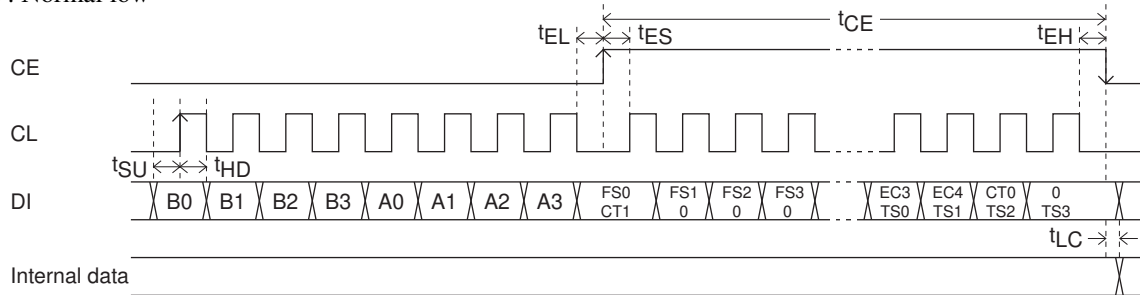 : Normal low
tCE
tEL tES tEH
CE
CL
tSU tHD
DI B0 B1 B2 B3 A0 A1 A2 A3 FS0 FS1 FS2 FS3 EC3 EC4 CT0 0
CT1 0 0 0 TS0 TS1 TS2 TS3
tLC
Internal data